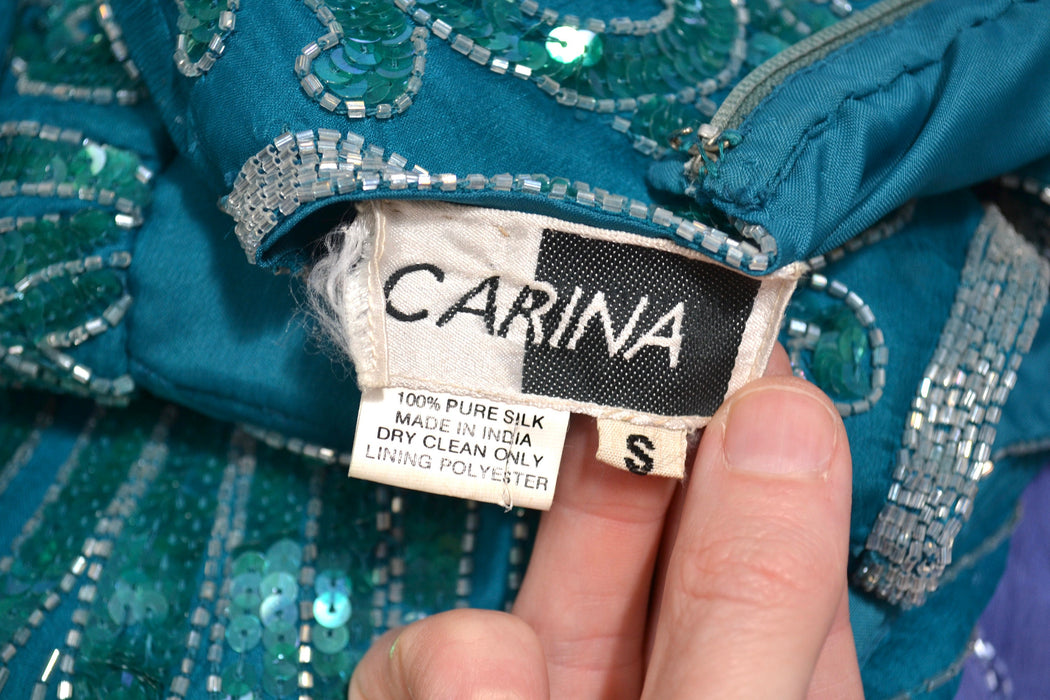 CARINA
100% PURE SILK
MADE IN INDIA
DRY CLEAN ONLY
LINING POLYESTER
S